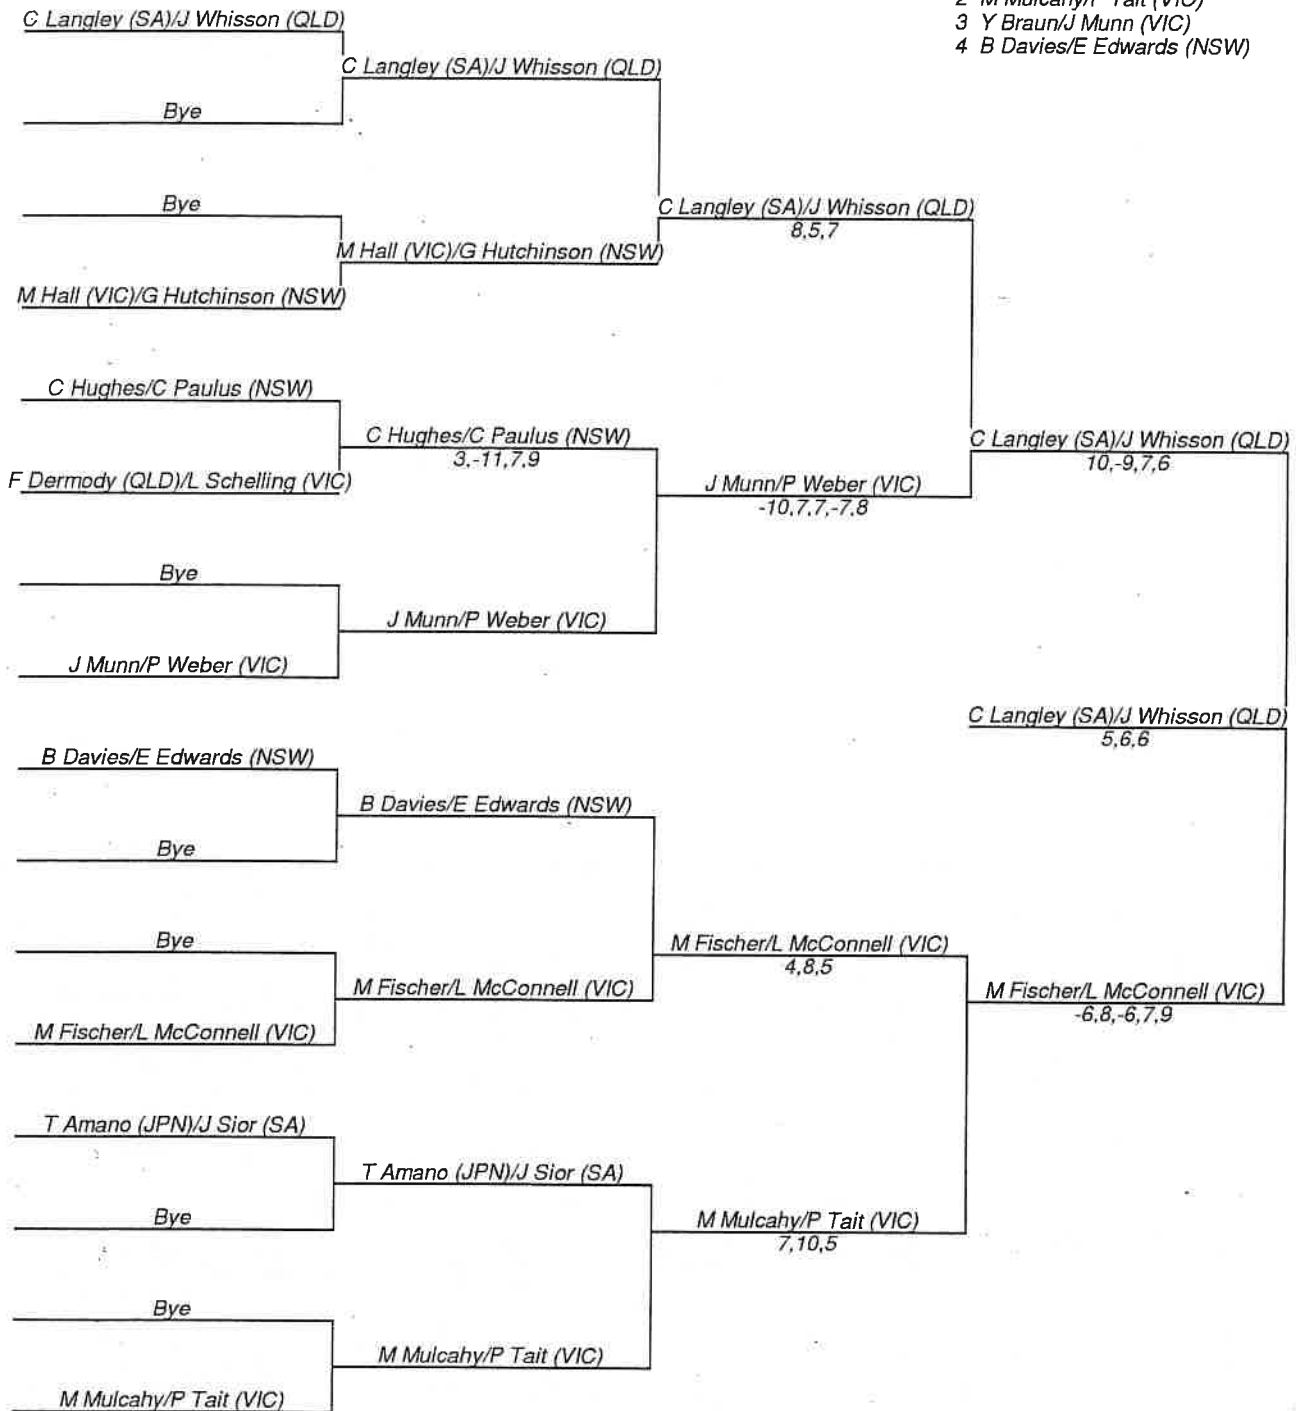 2 M Mulcahy/P Tait (VIC)
3 Y Braun/J Munn (VIC)
4 B Davies/E Edwards (NSW)
C Langley (SA)/J Whisson (QLD)
C Langley (SA)/J Whisson (QLD)
Bye
Bye
C Langley (SA)/J Whisson (QLD)
8,5,7
M Hall (VIC)/G Hutchinson (NSW)
M Hall (VIC)/G Hutchinson (NSW)
C Hughes/C Paulus (NSW)
C Hughes/C Paulus (NSW)
3,-11,7,9
C Langley (SA)/J Whisson (QLD)
10,-9,7,6
F Dermody (QLD)/L Schelling (VIC)
J Munn/P Weber (VIC)
-10,7,7,-7,8
Bye
J Munn/P Weber (VIC)
J Munn/P Weber (VIC)
C Langley (SA)/J Whisson (QLD)
5,6,6
B Davies/E Edwards (NSW)
B Davies/E Edwards (NSW)
Bye
Bye
M Fischer/L McConnell (VIC)
4,8,5
M Fischer/L McConnell (VIC)
M Fischer/L McConnell (VIC)
-6,8,-6,7,9
M Fischer/L McConnell (VIC)
T Amano (JPN)/J Sior (SA)
T Amano (JPN)/J Sior (SA)
Bye
M Mulcahy/P Tait (VIC)
7,10,5
Bye
M Mulcahy/P Tait (VIC)
M Mulcahy/P Tait (VIC)